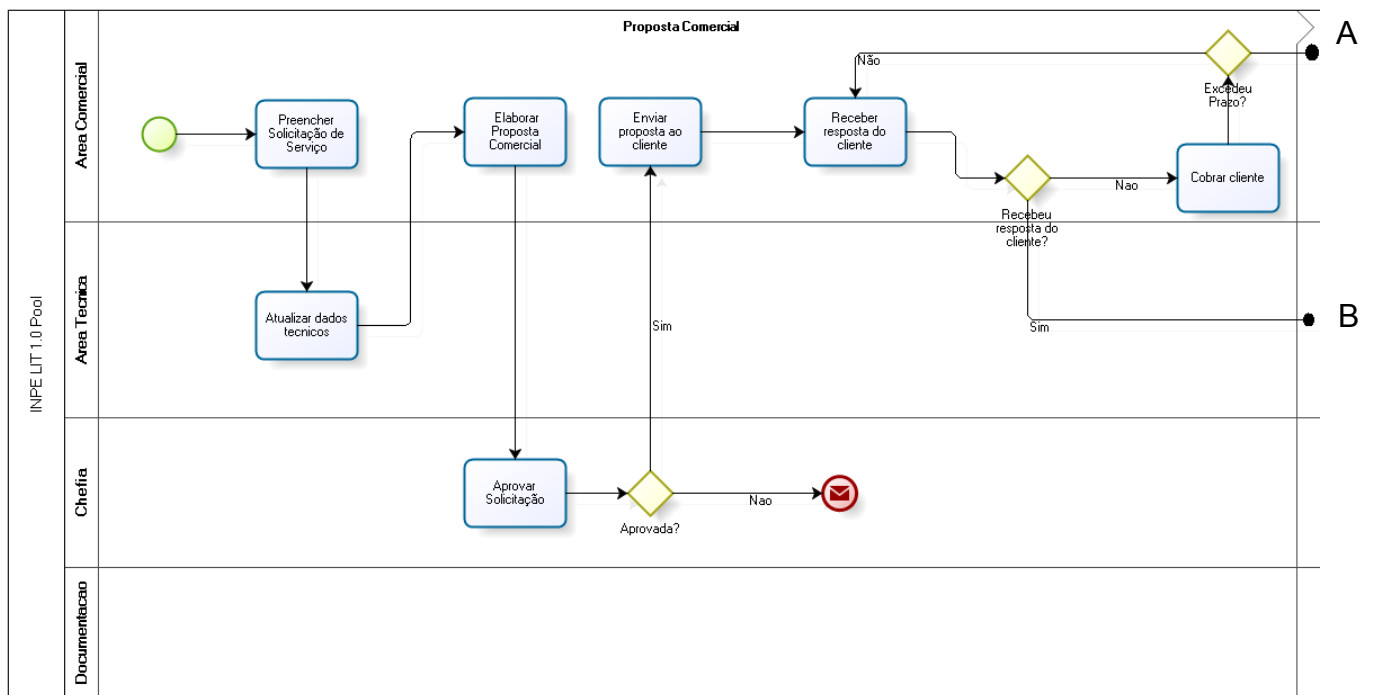 Proposta Comercial
A
INPE LIT 1.0 Pool
Area Comercial
Preencher
Solicitação de
Serviço
Elaborar
Proposta
Comercial
Enviar
proposta ao
cliente
Receber
resposta do
cliente
Não
Excedeu
Prazo?
Nao
Cobrar cliente
Recebeu
resposta do
cliente?
Area Tecnica
Atualizar dados
tecnicos
Sim
Sim
B
Chefia
Aprovar
Solicitação
Aprovada?
Nao
Documentacao